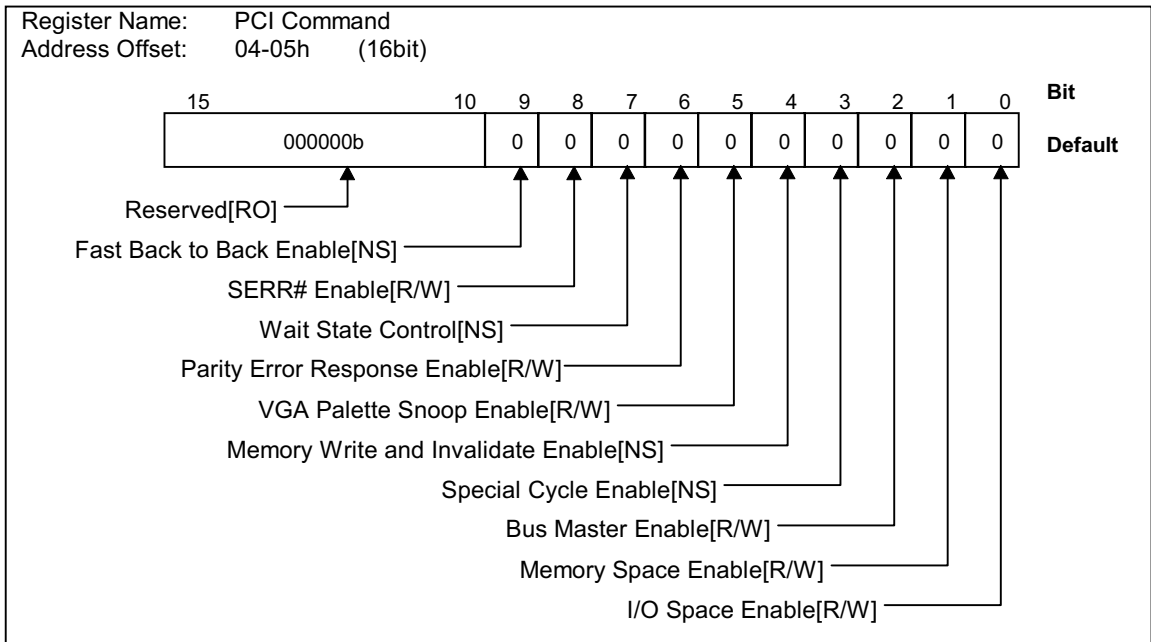 Register Name: PCI Command
Address Offset: 04-05h (16bit)
15 10 9 8 7 6 5 4 3 2 1 0 Bit
000000b 0 0 0 0 0 0 0 0 0 0 Default
Reserved[RO]
Fast Back to Back Enable[NS]
SERR# Enable[R/W]
Wait State Control[NS]
Parity Error Response Enable[R/W]
VGA Palette Snoop Enable[R/W]
Memory Write and Invalidate Enable[NS]
Special Cycle Enable[NS]
Bus Master Enable[R/W]
Memory Space Enable[R/W]
I/O Space Enable[R/W]